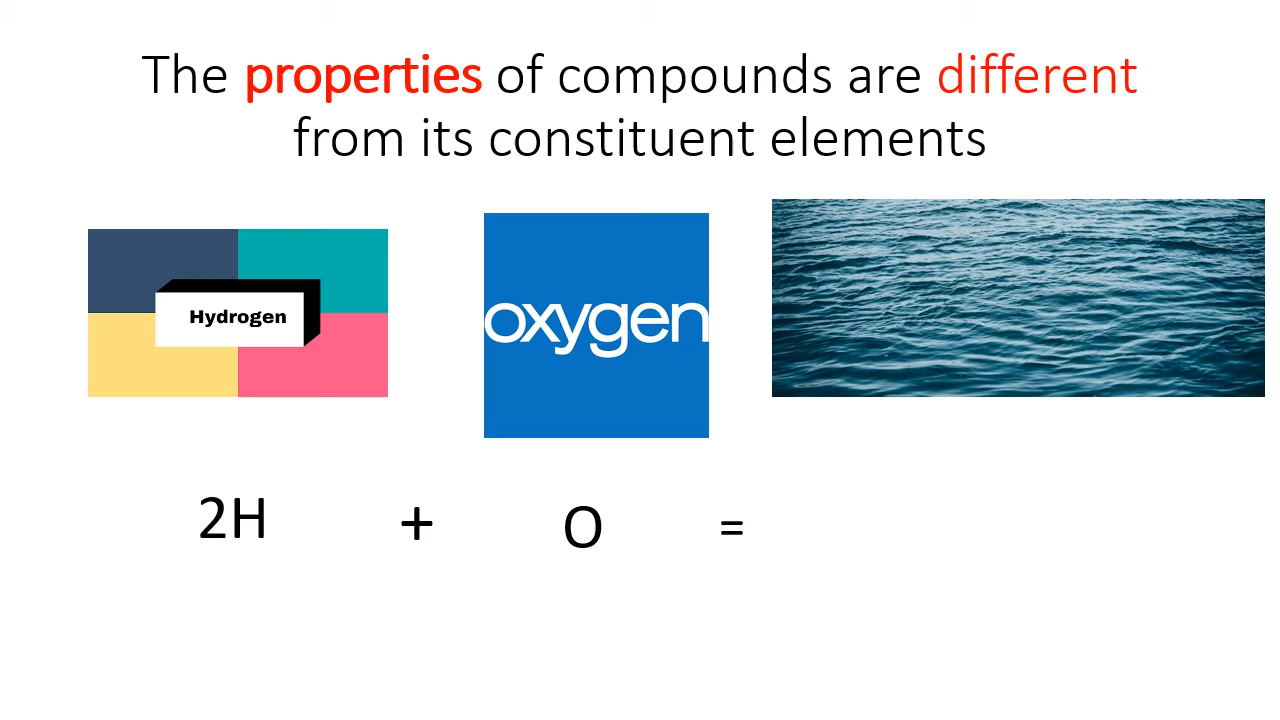 The properties of compounds are different
from its constituent elements
Hydrogen
oxygen
2H + O =